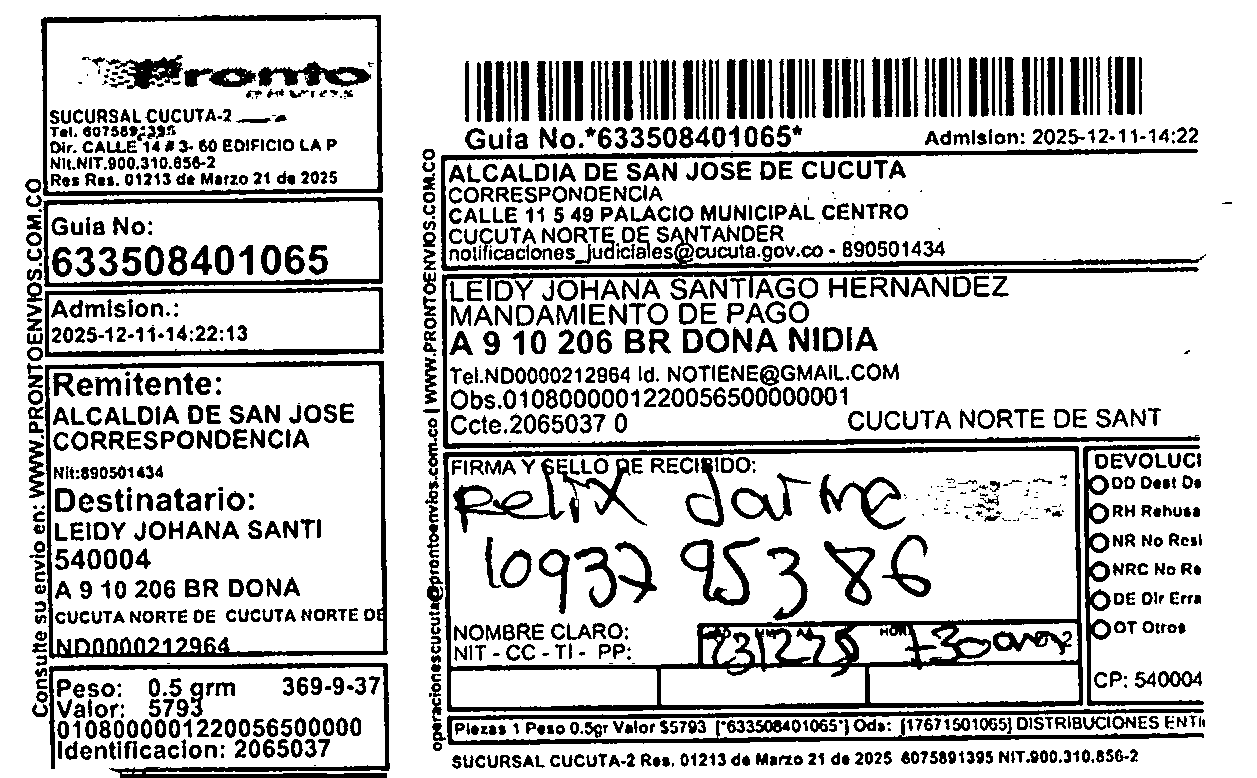 Pronto
SUCURSAL CUCUTA-2
Tel. 6075891395
Dir. CALLE 14 # 3- 60 EDIFICIO LA P
Nit.NIT.900.310.856-2
Res Res. 01213 de Marzo 21 de 2025
Guia No:
633508401065
Admision.:
2025-12-11-14:22:13
Remitente:
ALCALDIA DE SAN JOSE
CORRESPONDENCIA
Nit:890501434
Destinatario:
LEIDY JOHANA SANTI
540004
A 9 10 206 BR DONA
CUCUTA NORTE DE CUCUTA NORTE DE
ND0000212964
Peso: 0.5 grm 369-9-37
Valor: 5793
01080000012200565000000
Identificacion: 2065037
Consulte su envio en: WWW.PRONTOENVIOS.COM.CO
Guia No.*633508401065* Admision: 2025-12-11-14:22
ALCALDIA DE SAN JOSE DE CUCUTA
CORRESPONDENCIA
CALLE 11 5 49 PALACIO MUNICIPAL CENTRO
CUCUTA NORTE DE SANTANDER
notificaciones_judiciales@cucuta.gov.co - 890501434
LEIDY JOHANA SANTIAGO HERNANDEZ
MANDAMIENTO DE PAGO
A 9 10 206 BR DONA NIDIA
Tel.ND0000212964 Id. NOTIENE@GMAIL.COM
Obs.010800000122005650000​0001
Ccte.2065037 0 CUCUTA NORTE DE SANT
operacionescucuta@prontoenvios.com.co | WWW.PRONTOENVIOS.COM.CO
FIRMA Y SELLO DE RECIBIDO:
Felix Jaime
1093795386
NOMBRE CLARO:
NIT - CC - TI - PP:
HORA
231225 730am
DEVOLUCI
DD Dest De
RH Rehusa
NR No Resi
NRC No Re
DE Dir Erra
OT Otros
CP: 540004
Piezas 1 Peso 0.5gr Valor $5793 [*633508401065*] Ods: [17671501065] DISTRIBUCIONES ENTI
SUCURSAL CUCUTA-2 Res. 01213 de Marzo 21 de 2025 6075891395 NIT.900.310.856-2